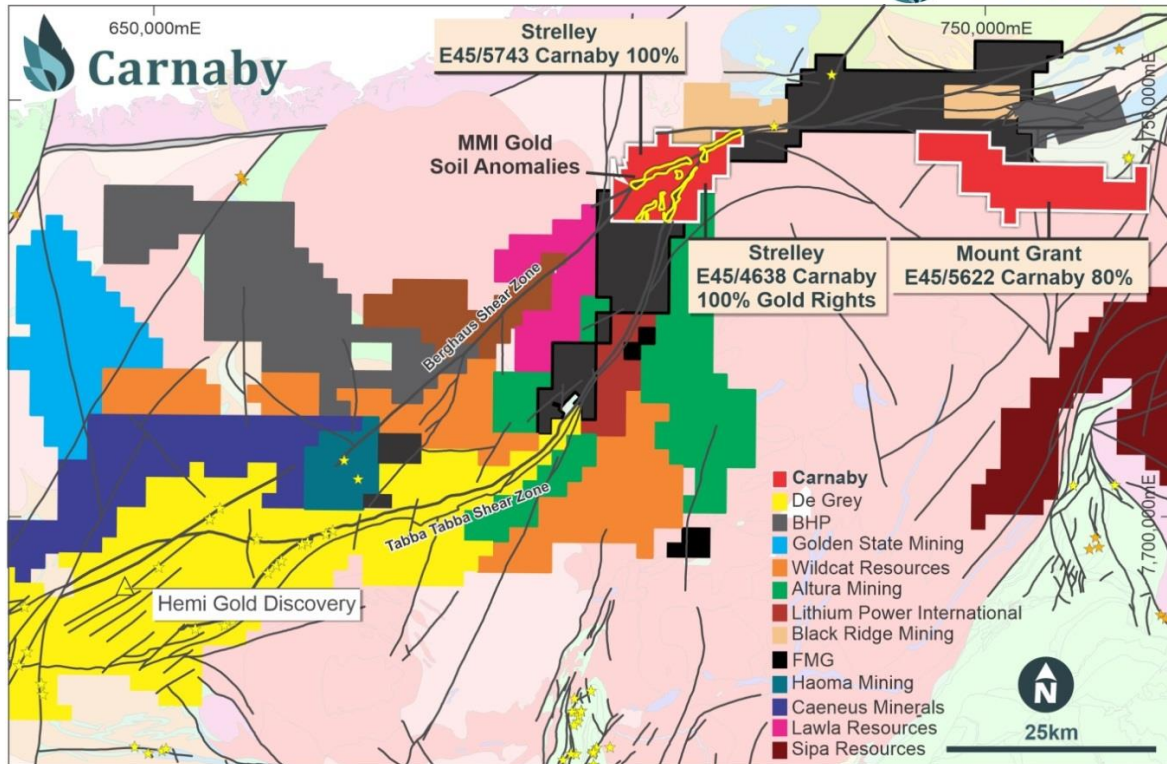 650,000mE
750,000mE
Carnaby
Strelley
E45/5743 Carnaby 100%
7,750,000mE
MMI Gold
Soil Anomalies
Strelley
E45/4638 Carnaby
100% Gold Rights
Mount Grant
E45/5622 Carnaby 80%
Berghaus Shear Zone
Tabba Tabba Shear Zone
Hemi Gold Discovery
7,700,000mE
Carnaby
De Grey
BHP
Golden State Mining
Wildcat Resources
Altura Mining
Lithium Power International
Black Ridge Mining
FMG
Haoma Mining
Caeneus Minerals
Lawla Resources
Sipa Resources
N
25km